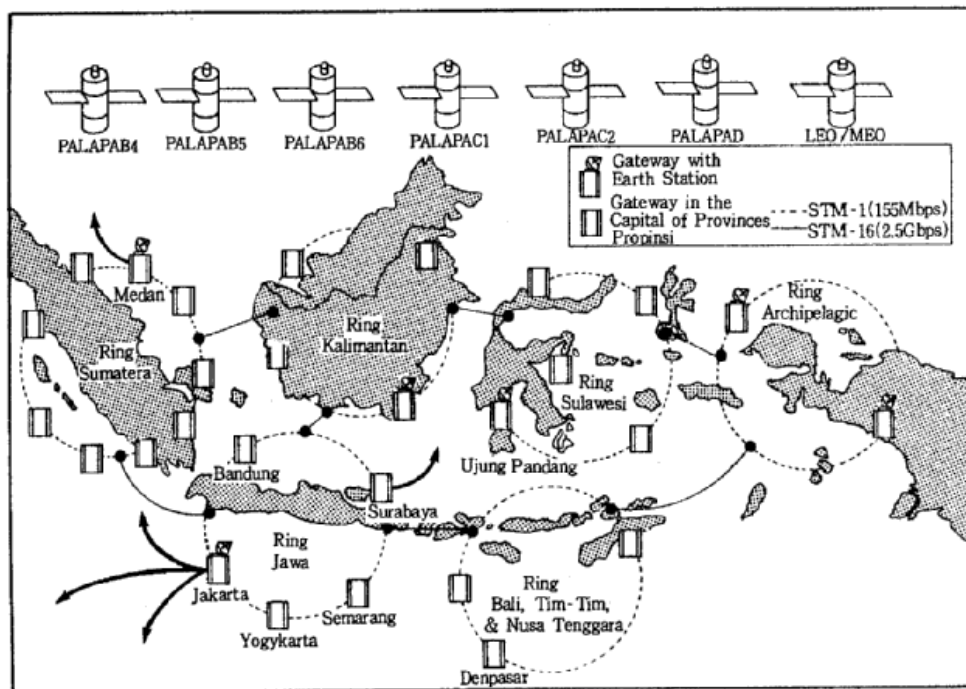 PALAPAB4
PALAPAB5
PALAPAB6
PALAPAC1
PALAPAC2
PALAPAD
LEO/MEO
Gateway with
Earth Station
Gateway in the
Capital of Provinces
Propinsi
STM-1(155Mbps)
STM-16(2.5Gbps)
Medan
Ring
Sumatera
Ring
Kalimantan
Ring
Sulawesi
Ring
Archipelagic
Bandung
Surabaya
Ujung Pandang
Ring
Jawa
Jakarta
Yogykarta
Semarang
Ring
Bali, Tim-Tim,
& Nusa Tenggara
Denpasar